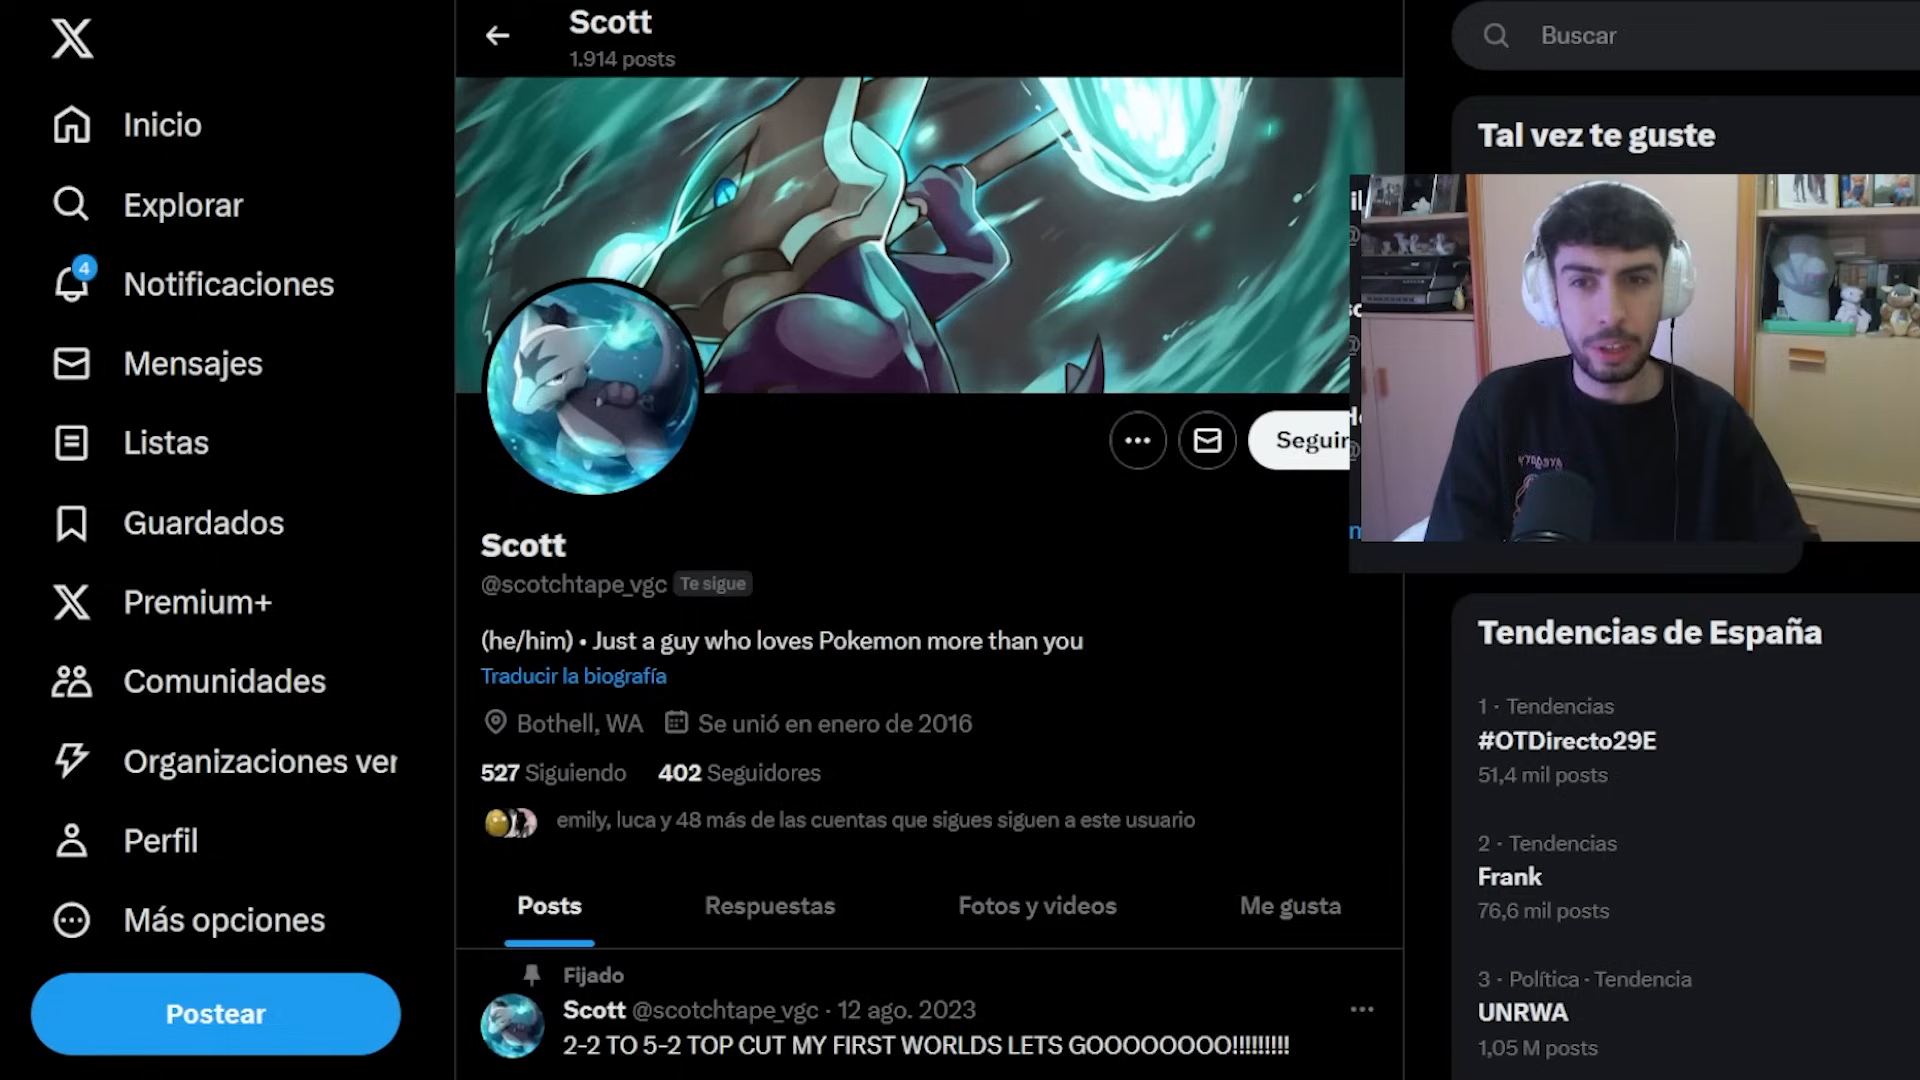 Inicio
Explorar
4
Notificaciones
Mensajes
Listas
Guardados
Premium+
Comunidades
Organizaciones ver
Perfil
Más opciones
Postear
Scott
1.914 posts
Seguir
Scott
@scotchtape_vgc Te sigue
(he/him) • Just a guy who loves Pokemon more than you
Traducir la biografía
Bothell, WA Se unió en enero de 2016
527 Siguiendo 402 Seguidores
emily, luca y 48 más de las cuentas que sigues siguen a este usuario
Posts Respuestas Fotos y videos Me gusta
Fijado
Scott @scotchtape_vgc · 12 ago. 2023
2-2 TO 5-2 TOP CUT MY FIRST WORLDS LETS GOOOOOOOO!!!!!!!!!
Buscar
Tal vez te guste
Tendencias de España
1 · Tendencias
#OTDirecto29E
51,4 mil posts
2 · Tendencias
Frank
76,6 mil posts
3 · Política · Tendencia
UNRWA
1,05 M posts